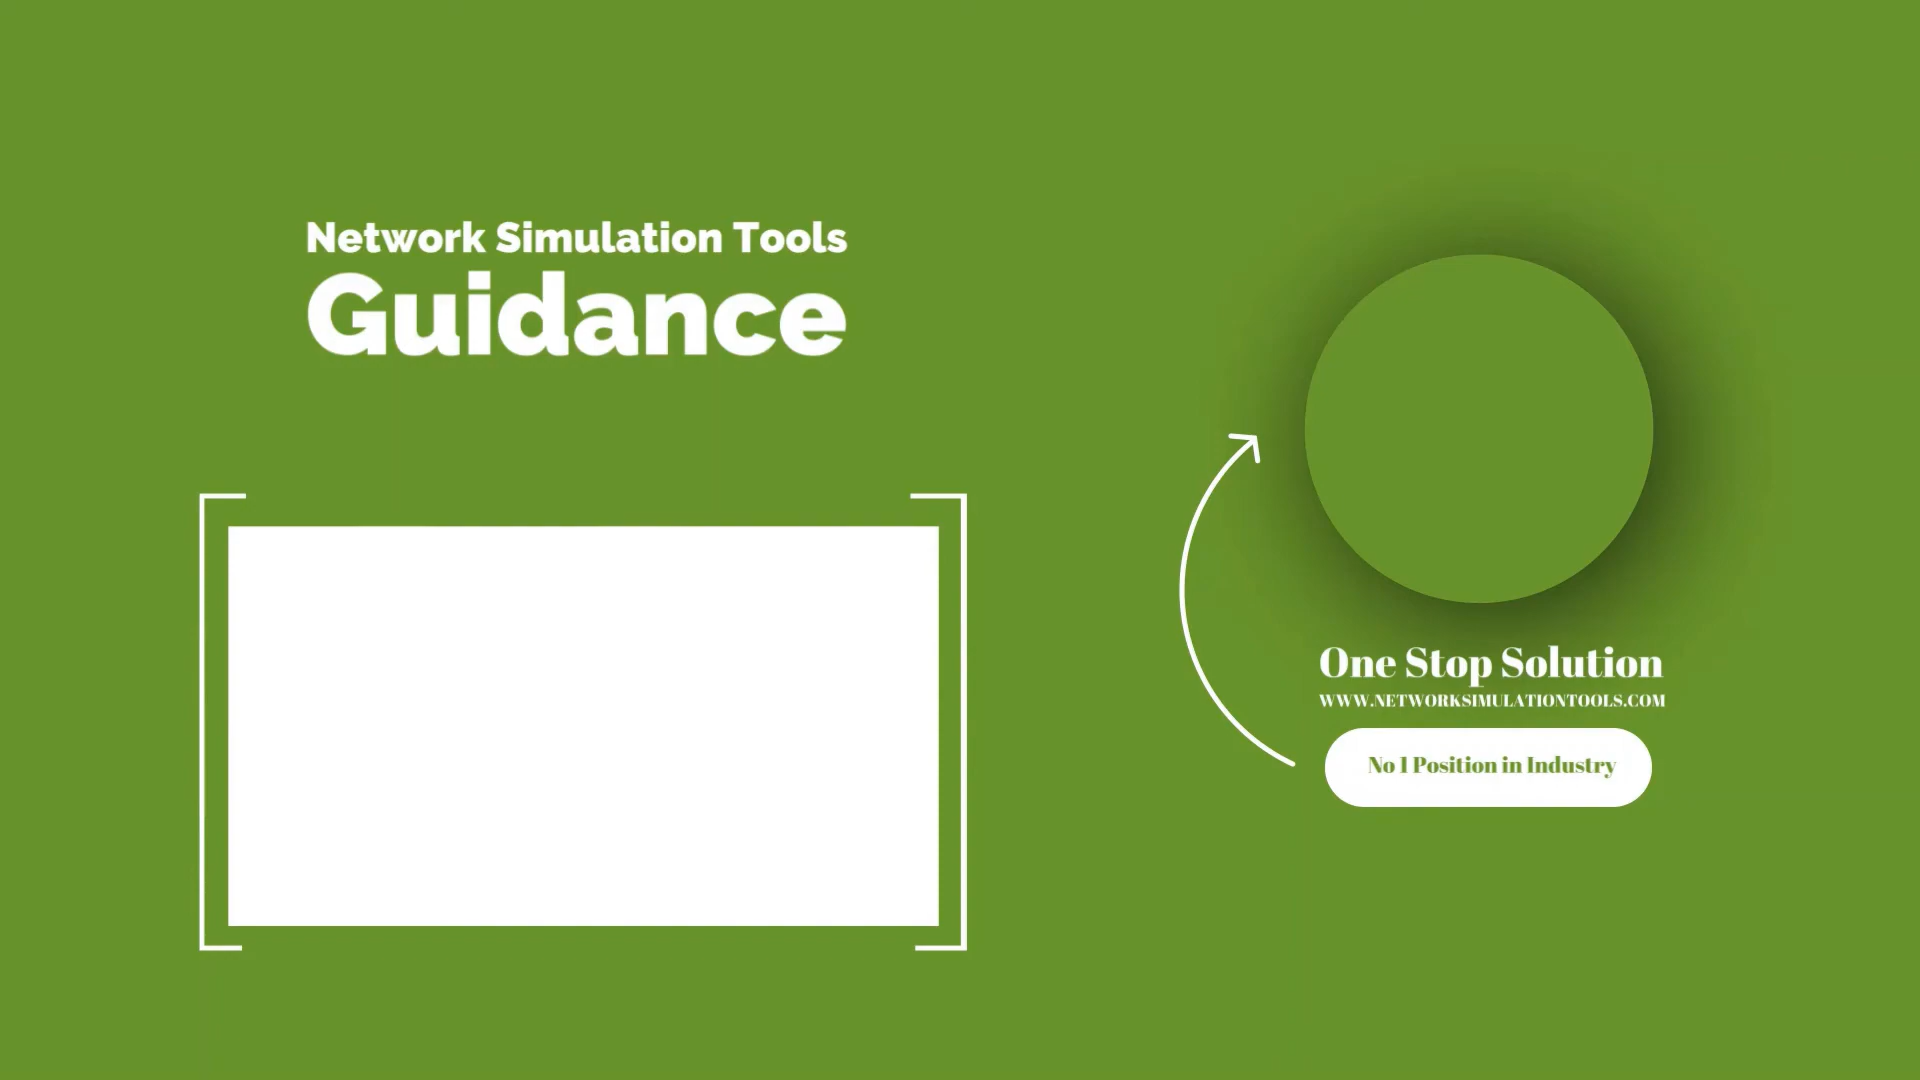 Network Simulation Tools
Guidance
One Stop Solution
WWW.NETWORKSIMULATIONTOOLS.COM
No 1 Position in Industry